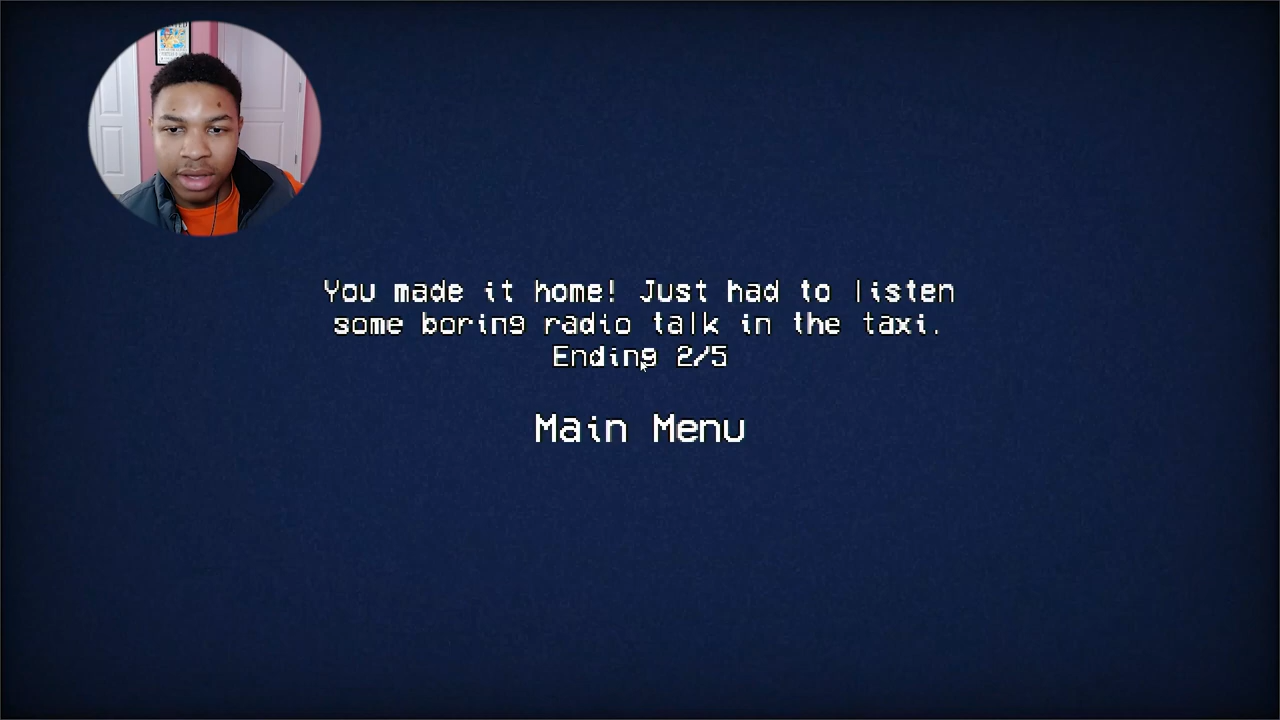 You made it home! Just had to listen
some boring radio talk in the taxi.
Ending 2/5
Main Menu